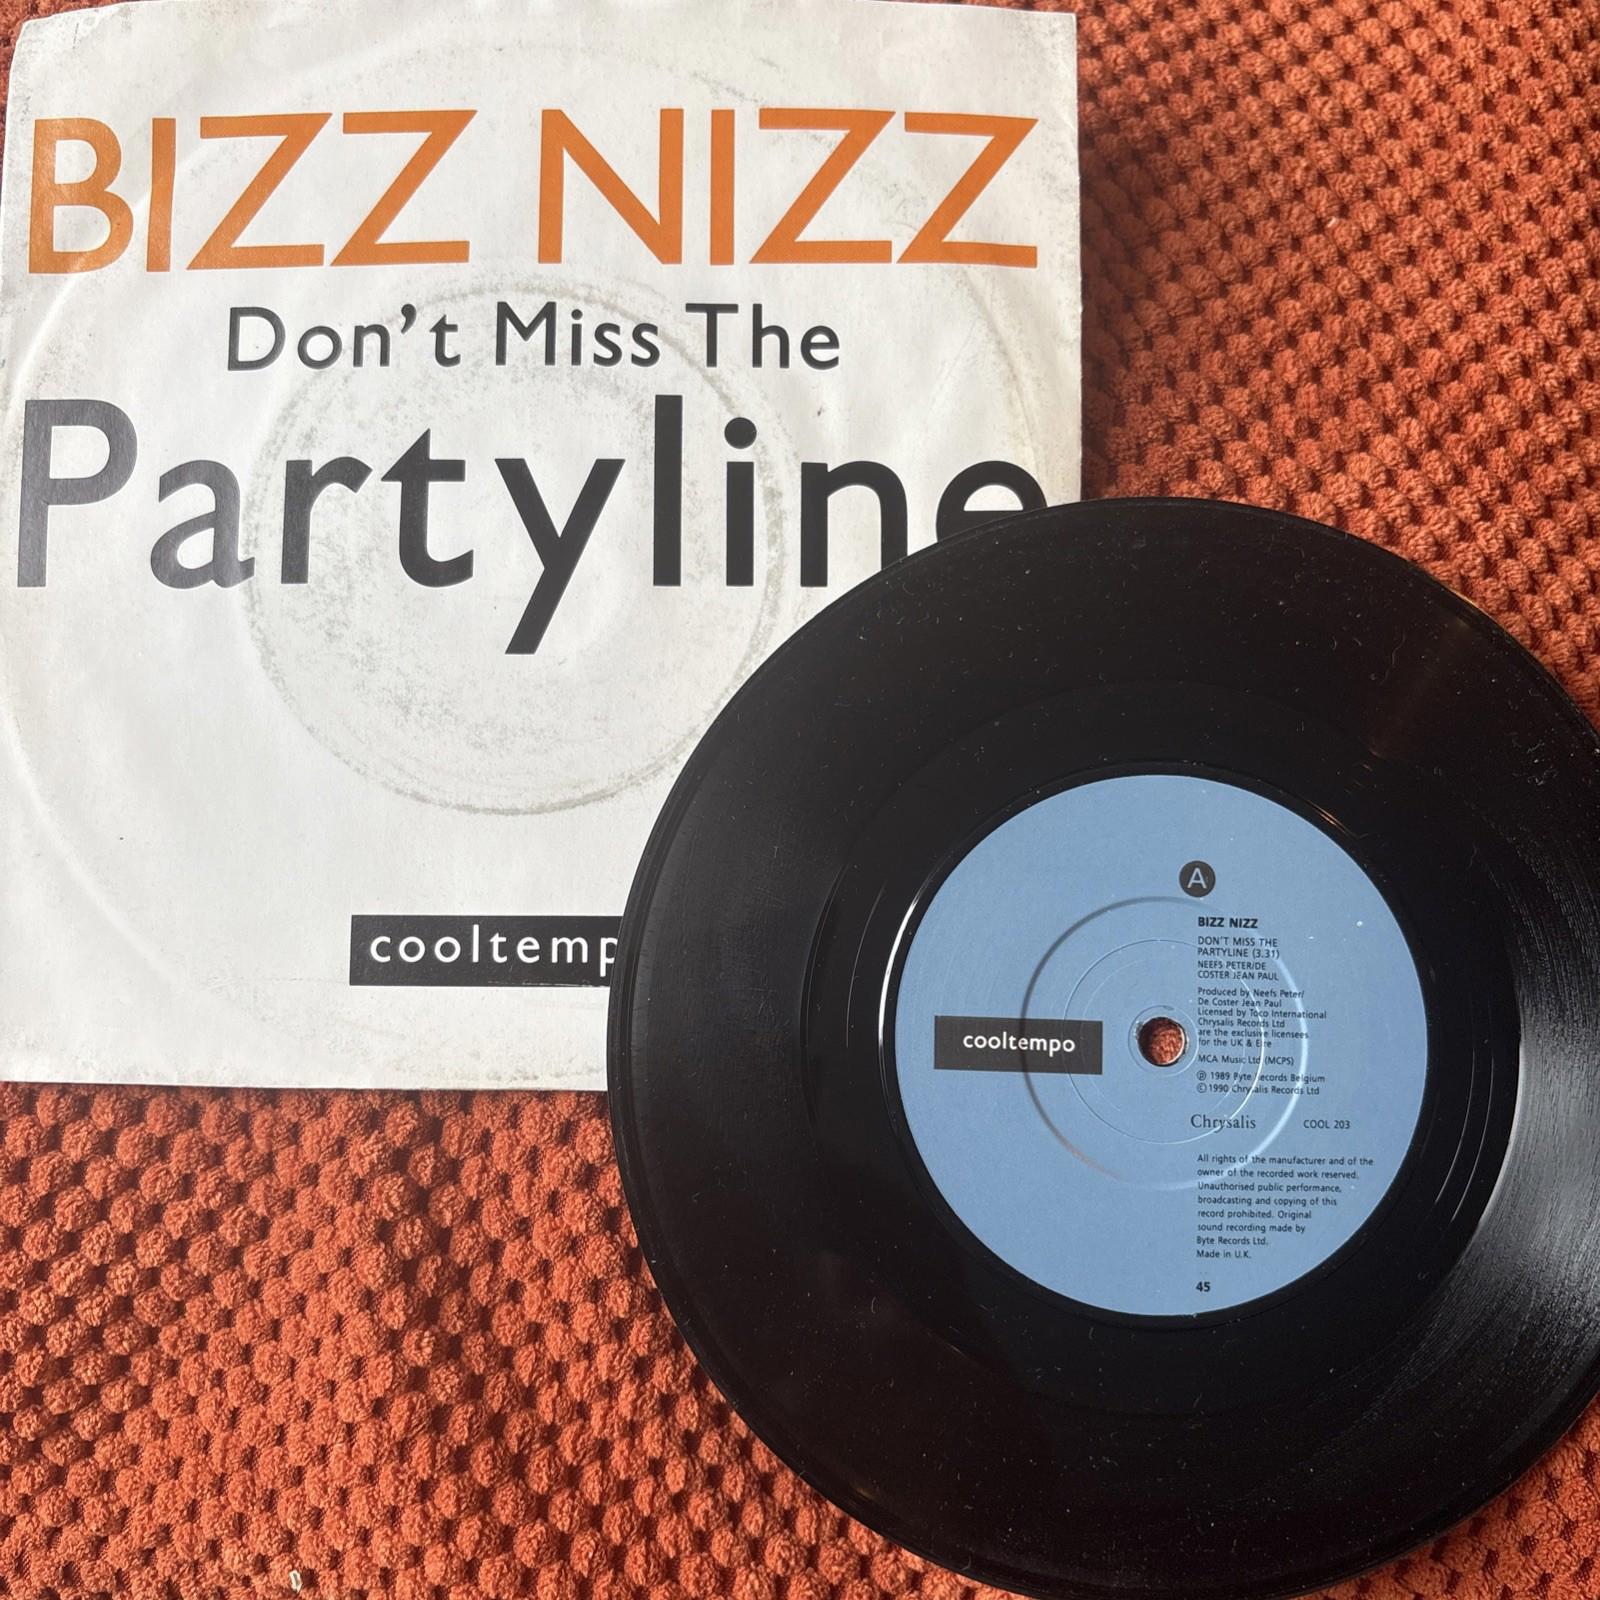 BIZZ NIZZ
Don't Miss The
Partyline
cooltemp
A
BIZZ NIZZ
DON'T MISS THE
PARTYLINE (3.31)
NEEFS PETER/DE
COSTER JEAN PAUL
Produced by Neefs Peter/
De Coster Jean Paul
Licensed by Toco International
Chrysalis Records Ltd
are the exclusive licensees
for the UK & Eire
MCA Music Ltd (MCPS)
Ⓟ 1989 Byte Records Belgium
© 1990 Chrysalis Records Ltd
cooltempo
Chrysalis COOL 203
All rights of the manufacturer and of the
owner of the recorded work reserved.
Unauthorised public performance,
broadcasting and copying of this
record prohibited. Original
sound recording made by
Byte Records Ltd.
Made in U.K.
45